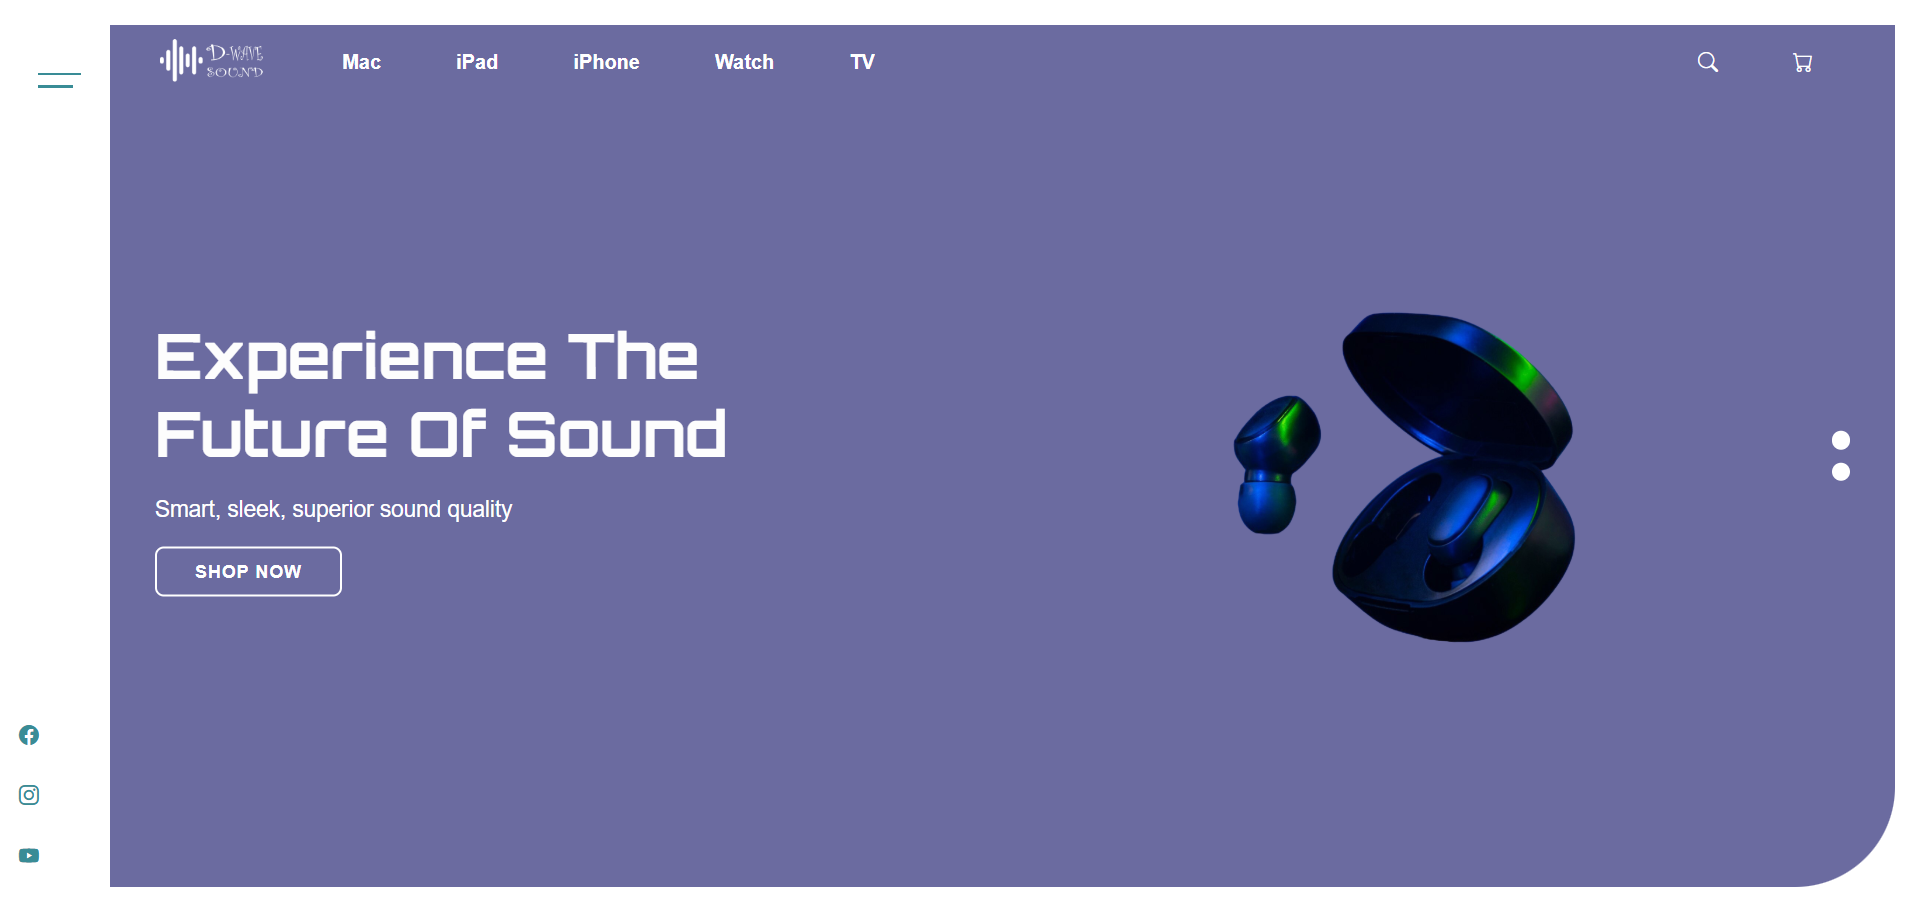 D-WAVE
SOUND
Mac
iPad
iPhone
Watch
TV
Experience The
Future Of Sound
Smart, sleek, superior sound quality
SHOP NOW